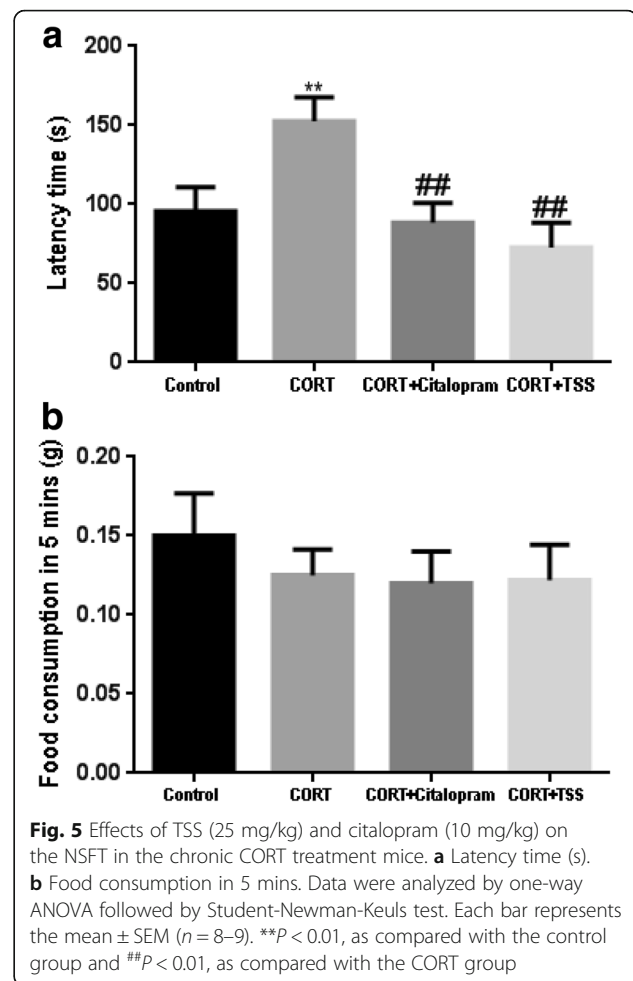 a
Latency time (s)
200
150
100
50
0
**
##
##
Control CORT CORT+Citalopram CORT+TSS
b
Food consumption in 5 mins (g)
0.20
0.15
0.10
0.05
0.00
Control CORT CORT+Citalopram CORT+TSS
Fig. 5 Effects of TSS (25 mg/kg) and citalopram (10 mg/kg) on
the NSFT in the chronic CORT treatment mice. a Latency time (s).
b Food consumption in 5 mins. Data were analyzed by one-way
ANOVA followed by Student-Newman-Keuls test. Each bar represents
the mean ± SEM (n = 8–9). **P < 0.01, as compared with the control
group and ##P < 0.01, as compared with the CORT group